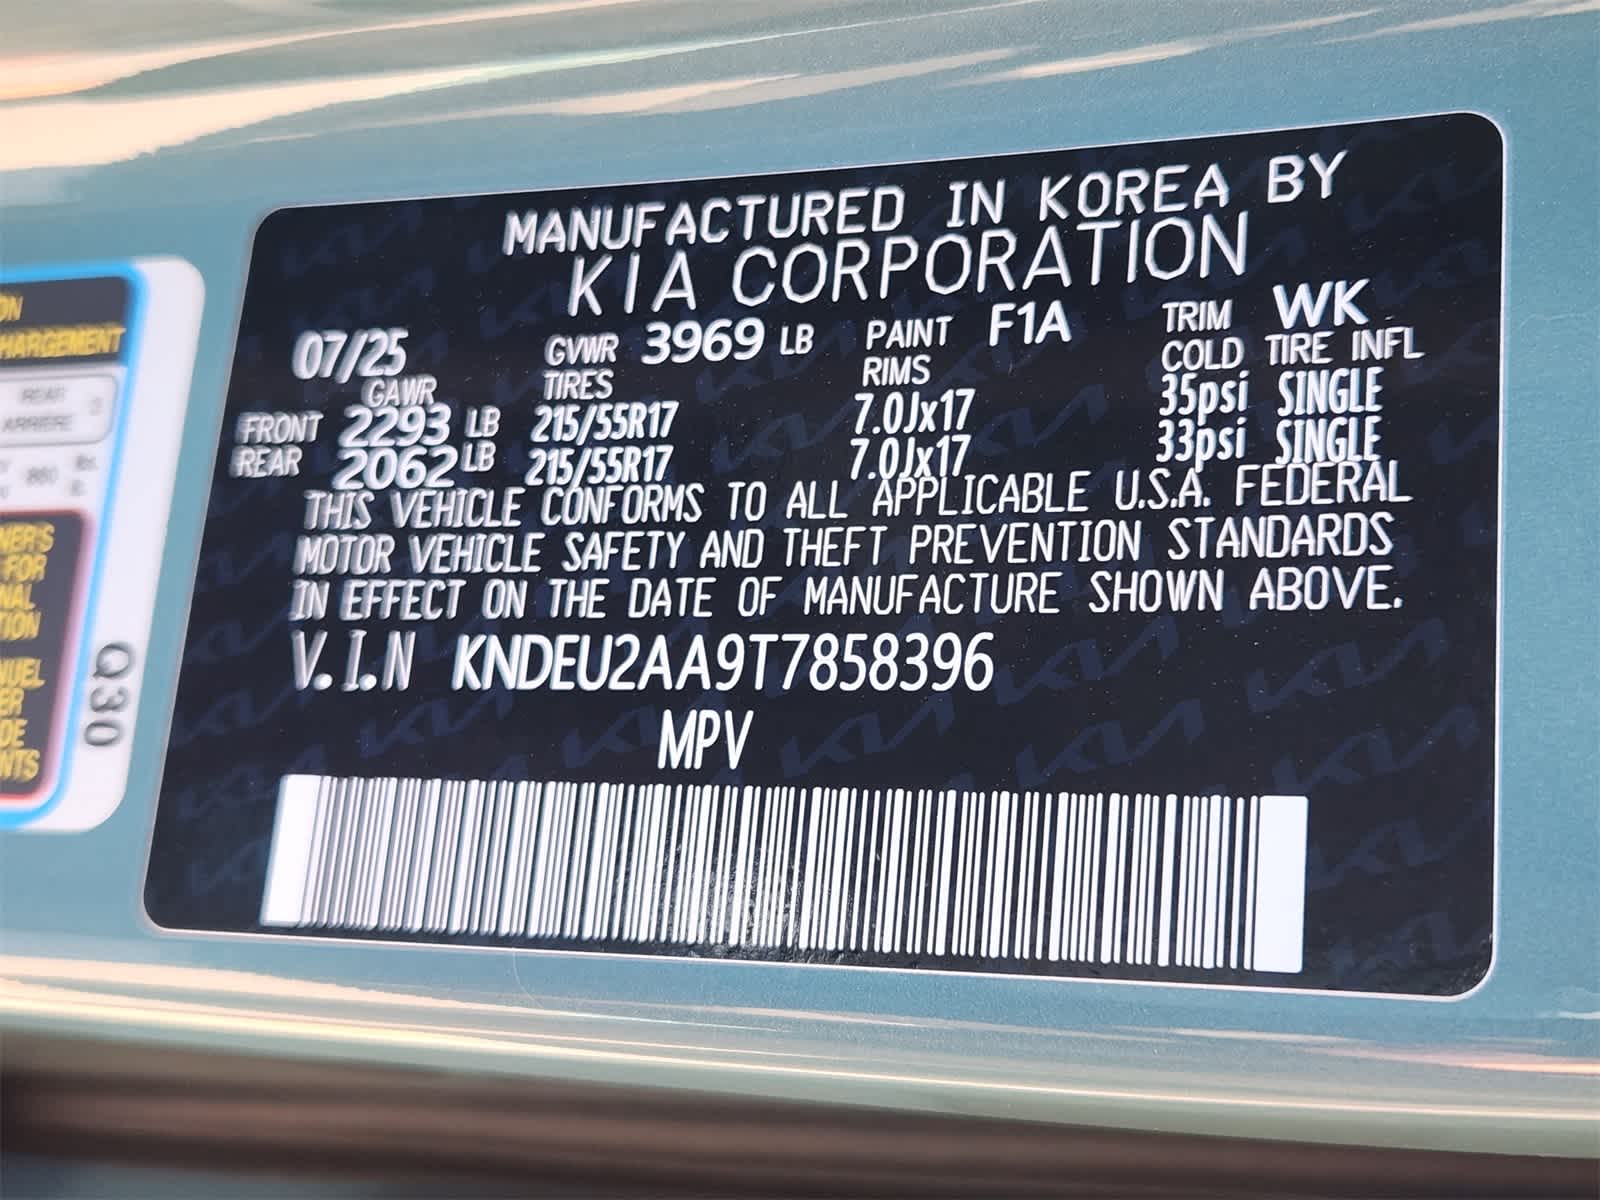 MANUFACTURED IN KOREA BY
KIA CORPORATION
07/25 GVWR 3969 LB PAINT F1A TRIM WK
GAWR TIRES RIMS COLD TIRE INFL
FRONT 2293 LB 215/55R17 7.0Jx17 35psi SINGLE
REAR 2062 LB 215/55R17 7.0Jx17 33psi SINGLE
THIS VEHICLE CONFORMS TO ALL APPLICABLE U.S.A. FEDERAL
MOTOR VEHICLE SAFETY AND THEFT PREVENTION STANDARDS
IN EFFECT ON THE DATE OF MANUFACTURE SHOWN ABOVE.
V.I.N KNDEU2AA9T7858396
MPV
REAR
ARRIERE
860
Q30